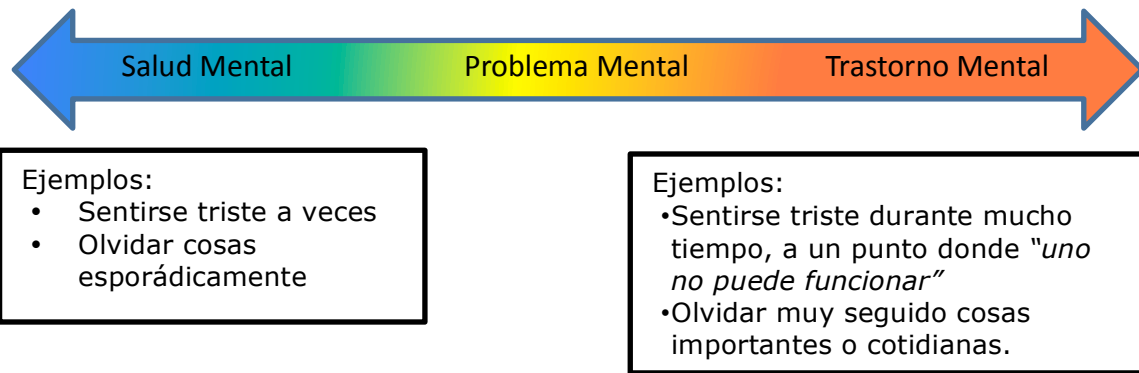 Salud Mental Problema Mental Trastorno Mental
Ejemplos:
• Sentirse triste a veces
• Olvidar cosas
esporádicamente
Ejemplos:
•Sentirse triste durante mucho
tiempo, a un punto donde “uno
no puede funcionar”
•Olvidar muy seguido cosas
importantes o cotidianas.